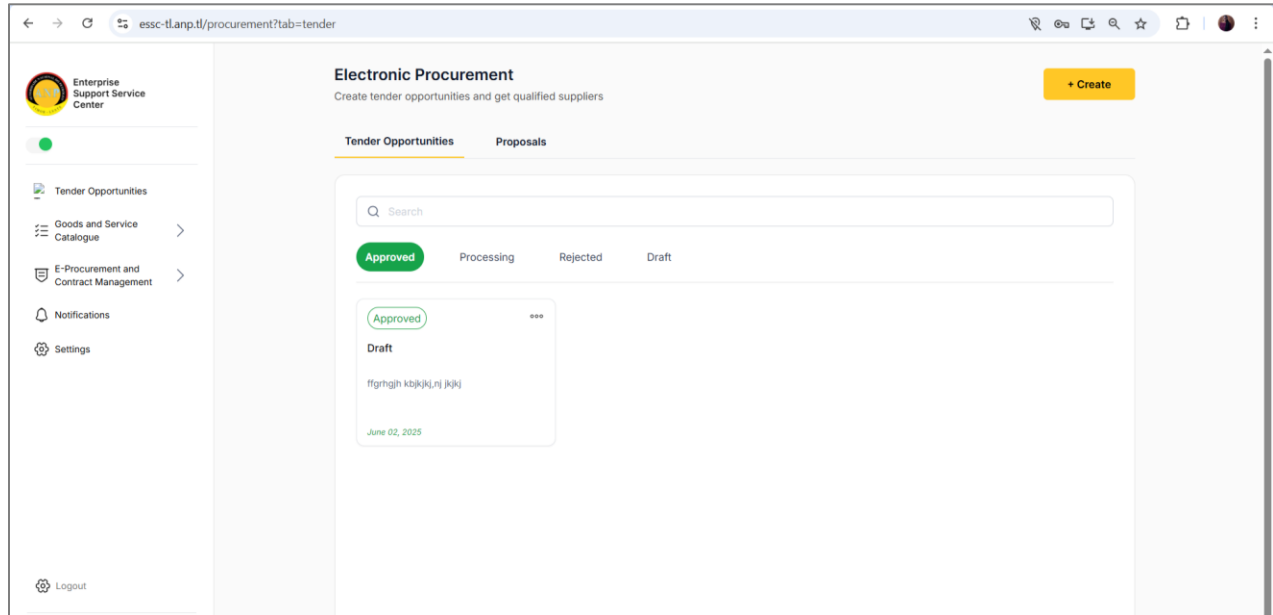 essc-tl.anp.tl/procurement?tab=tender
Enterprise
Support Service
Center
Tender Opportunities
Goods and Service
Catalogue
E-Procurement and
Contract Management
Notifications
Settings
Logout
Electronic Procurement
Create tender opportunities and get qualified suppliers
+ Create
Tender Opportunities
Proposals
Search
Approved
Processing
Rejected
Draft
Approved
Draft
ffgrhgjh kbjkjkj,nj jkjkj
June 02, 2025